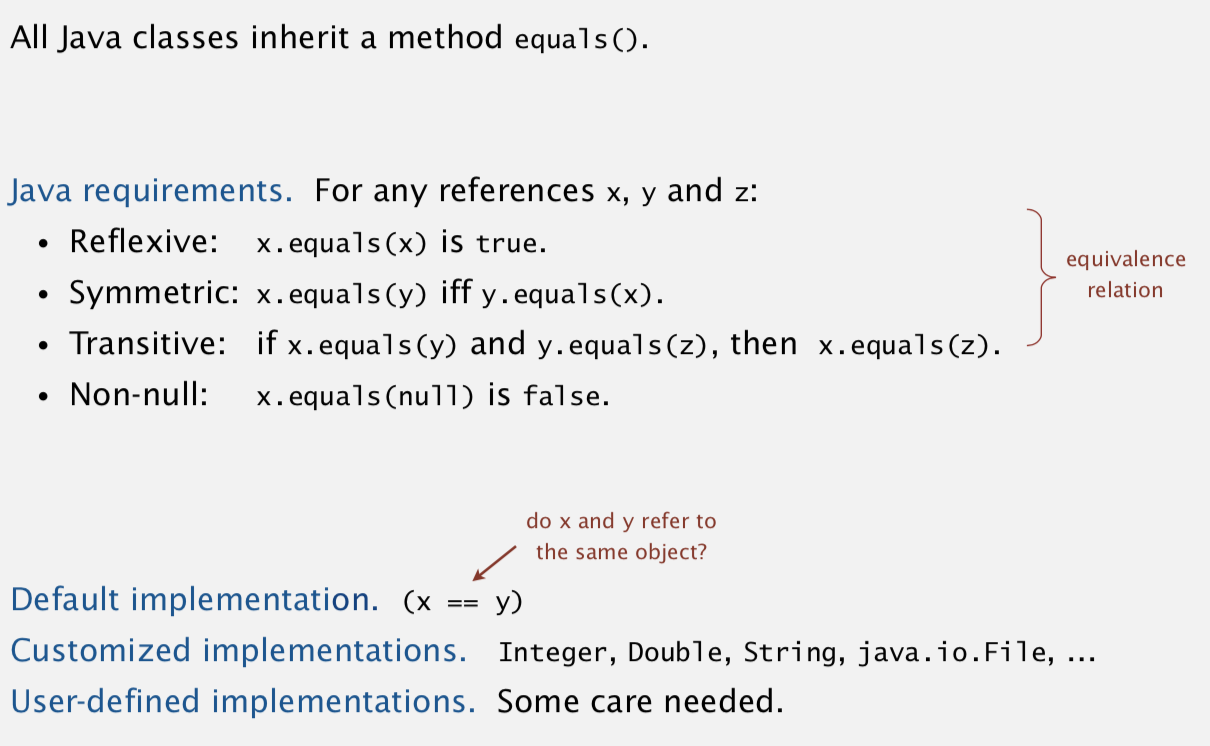 All Java classes inherit a method equals().
Java requirements. For any references x, y and z:
• Reflexive: x.equals(x) is true.
• Symmetric: x.equals(y) iff y.equals(x).
• Transitive: if x.equals(y) and y.equals(z), then x.equals(z).
• Non-null: x.equals(null) is false.
equivalence
relation
do x and y refer to
the same object?
Default implementation. (x == y)
Customized implementations. Integer, Double, String, java.io.File, …
User-defined implementations. Some care needed.